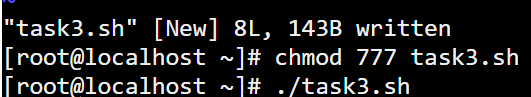 "task3.sh" [New] 8L, 143B written
[root@localhost ~]# chmod 777 task3.sh
[root@localhost ~]# ./task3.sh